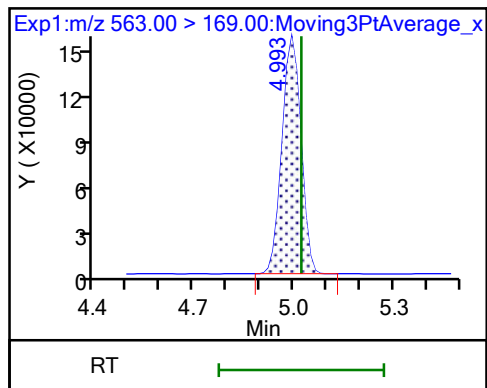 Exp1:m/z 563.00 > 169.00:Moving3PtAverage_x
15
12
9
6
3
0
Y ( X10000)
4.993
4.4 4.7 5.0 5.3
Min
RT